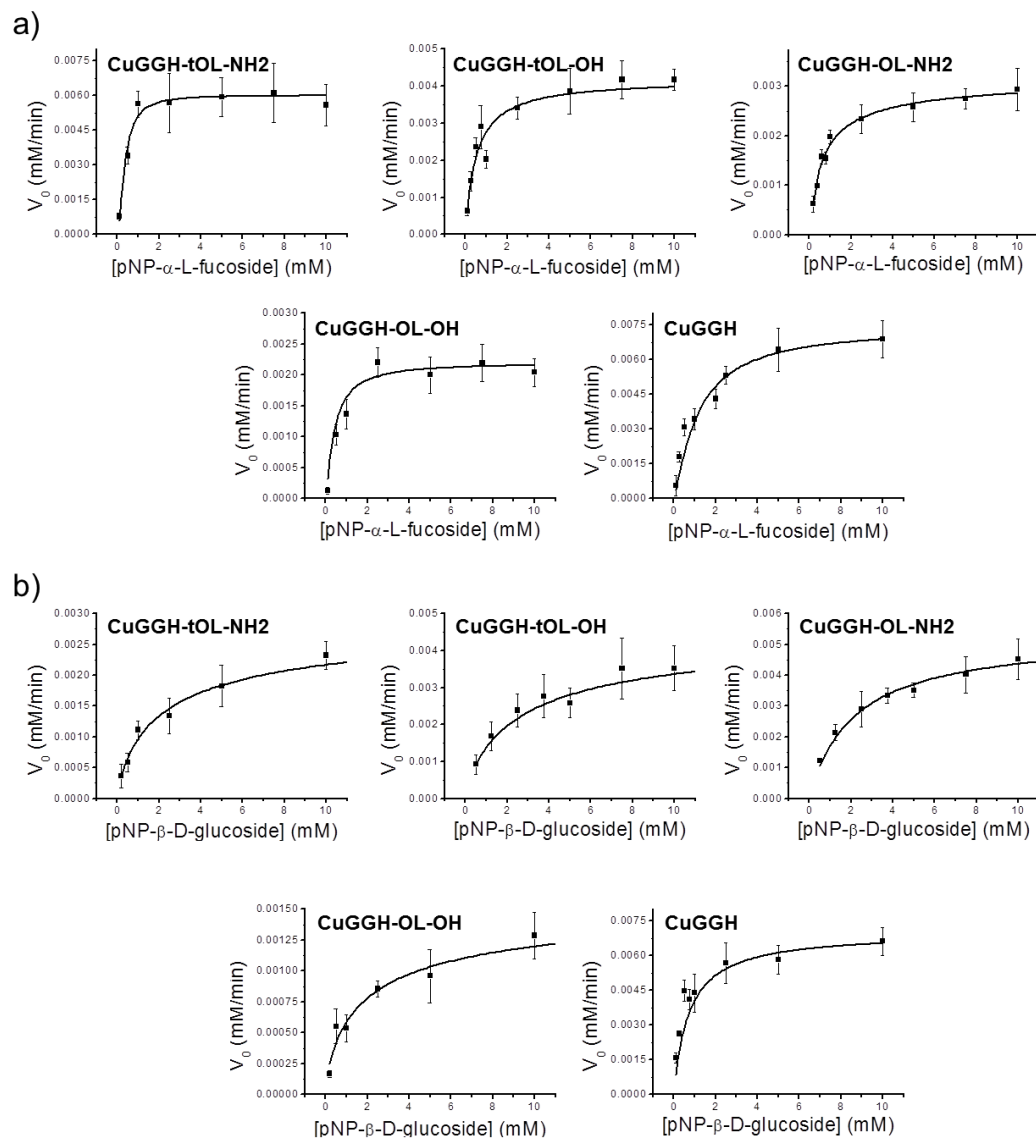 a)
CuGGH-tOL-NH2
V0 (mM/min)
0.0075
0.0060
0.0045
0.0030
0.0015
0.0000
0 2 4 6 8 10
[pNP-α-L-fucoside] (mM)
CuGGH-tOL-OH
V0 (mM/min)
0.005
0.004
0.003
0.002
0.001
0.000
0 2 4 6 8 10
[pNP-α-L-fucoside] (mM)
CuGGH-OL-NH2
V0 (mM/min)
0.003
0.002
0.001
0.000
0 2 4 6 8 10
[pNP-α-L-fucoside] (mM)
CuGGH-OL-OH
V0 (mM/min)
0.0030
0.0025
0.0020
0.0015
0.0010
0.0005
0.0000
0 2 4 6 8 10
[pNP-α-L-fucoside] (mM)
CuGGH
V0 (mM/min)
0.0075
0.0060
0.0045
0.0030
0.0015
0.0000
0 2 4 6 8 10
[pNP-α-L-fucoside] (mM)
b)
CuGGH-tOL-NH2
V0 (mM/min)
0.0030
0.0025
0.0020
0.0015
0.0010
0.0005
0.0000
0 2 4 6 8 10
[pNP-β-D-glucoside] (mM)
CuGGH-tOL-OH
V0 (mM/min)
0.005
0.004
0.003
0.002
0.001
0.000
0 2 4 6 8 10
[pNP-β-D-glucoside] (mM)
CuGGH-OL-NH2
V0 (mM/min)
0.006
0.005
0.004
0.003
0.002
0.001
0.000
0 2 4 6 8 10
[pNP-β-D-glucoside] (mM)
CuGGH-OL-OH
V0 (mM/min)
0.00150
0.00125
0.00100
0.00075
0.00050
0.00025
0.00000
0 2 4 6 8 10
[pNP-β-D-glucoside] (mM)
CuGGH
V0 (mM/min)
0.0075
0.0060
0.0045
0.0030
0.0015
0.0000
0 2 4 6 8 10
[pNP-β-D-glucoside] (mM)